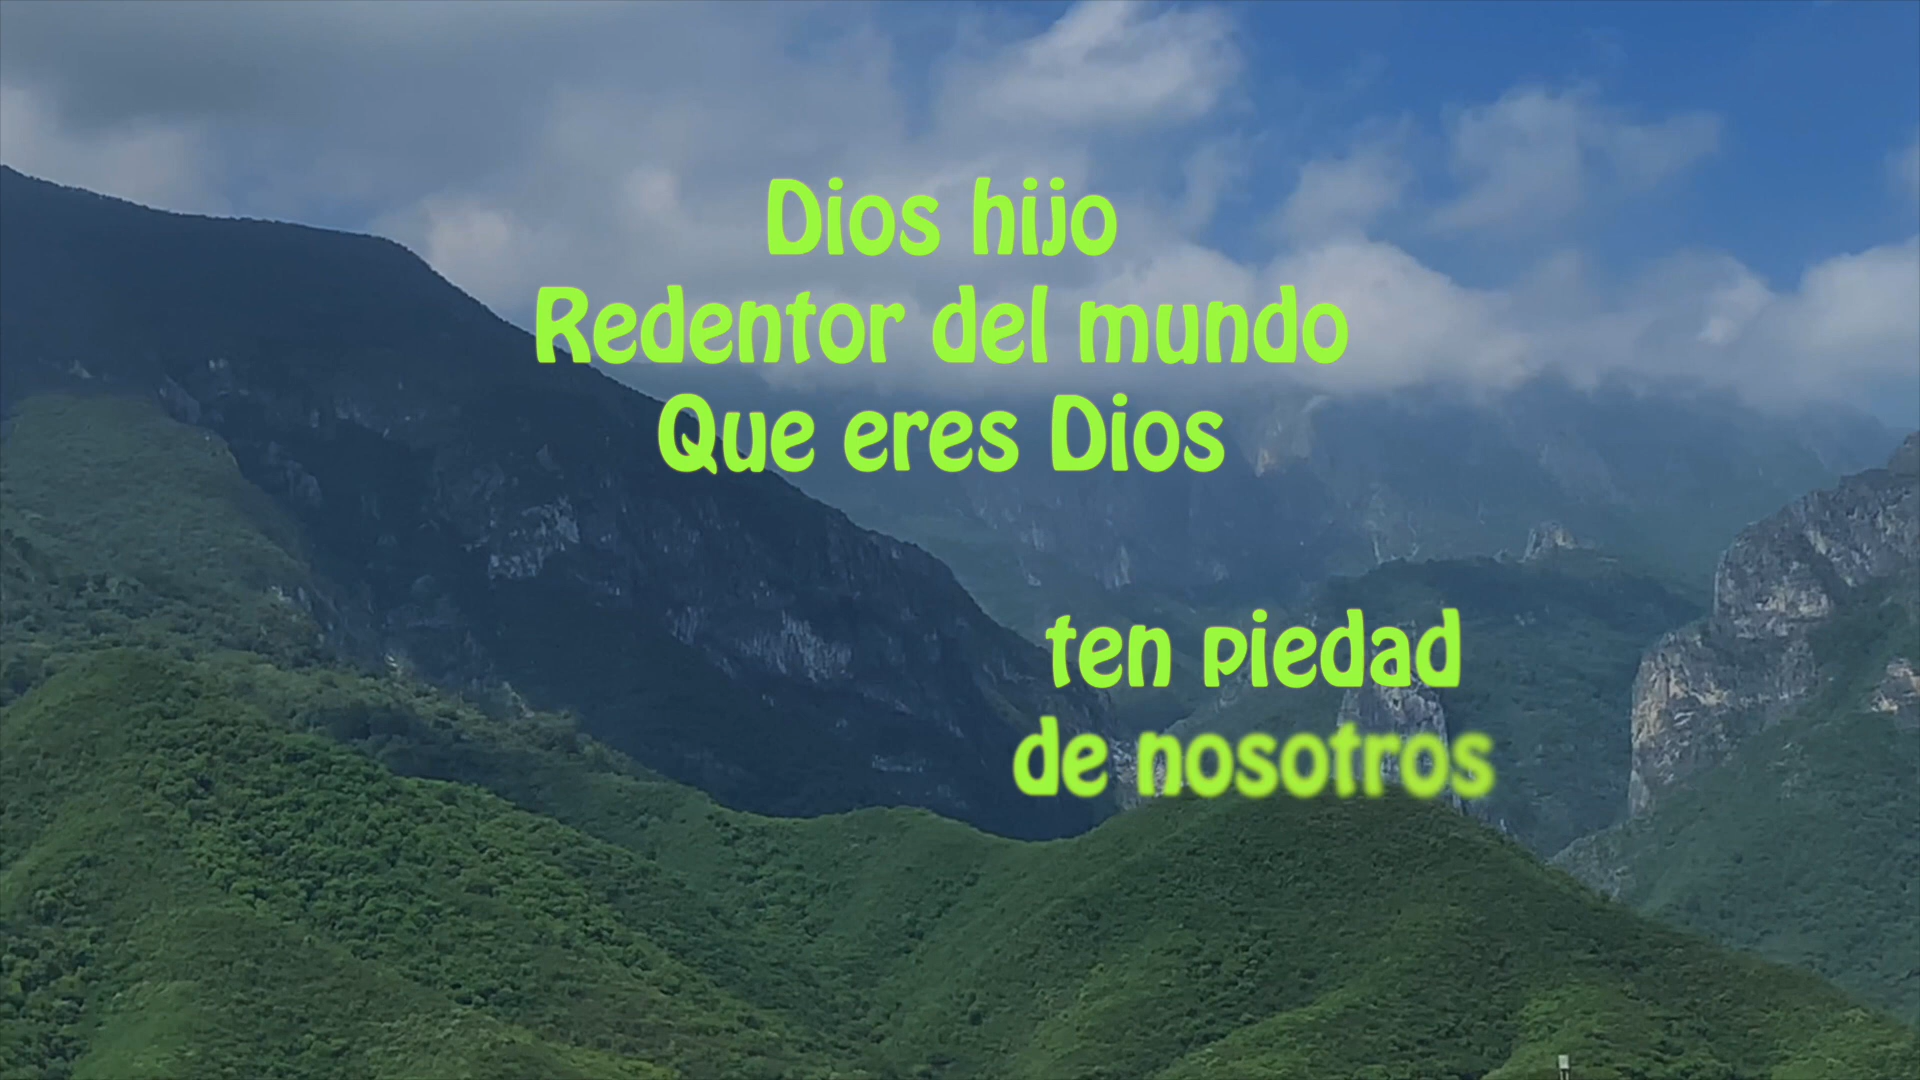 Dios hijo
Redentor del mundo
Que eres Dios
ten piedad
de nosotros